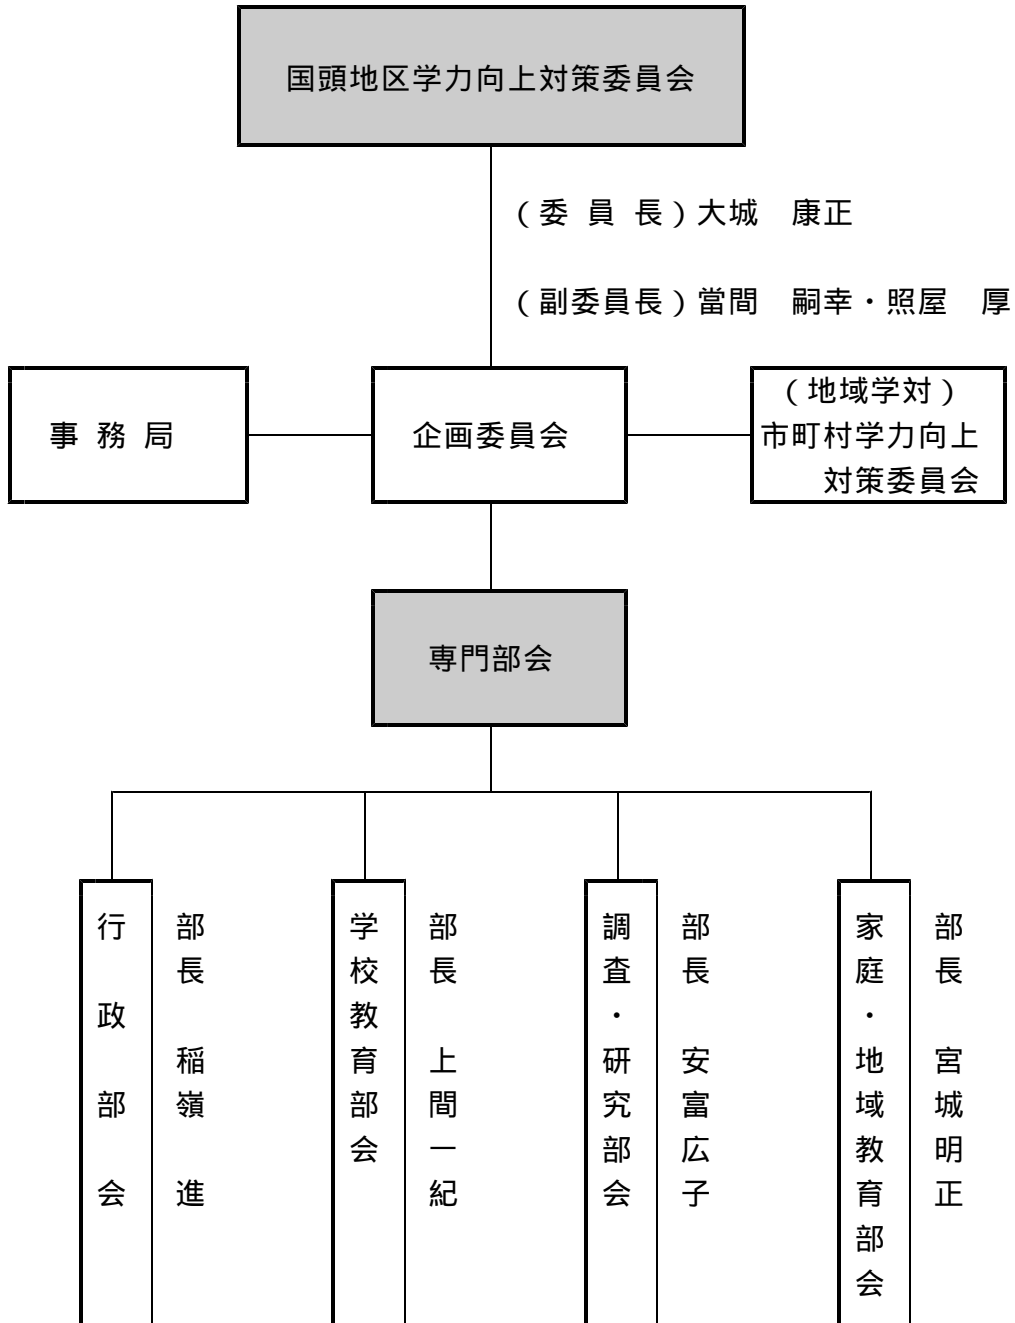 国頭地区学力向上対策委員会
（委 員 長）大城　康正
（副委員長）當間　嗣幸・照屋　厚
事 務 局
企画委員会
（地域学対）
市町村学力向上
対策委員会
専門部会
行政部会
部長　稲嶺　進
学校教育部会
部長　上間一紀
調査・研究部会
部長　安富広子
家庭・地域教育部会
部長　宮城明正